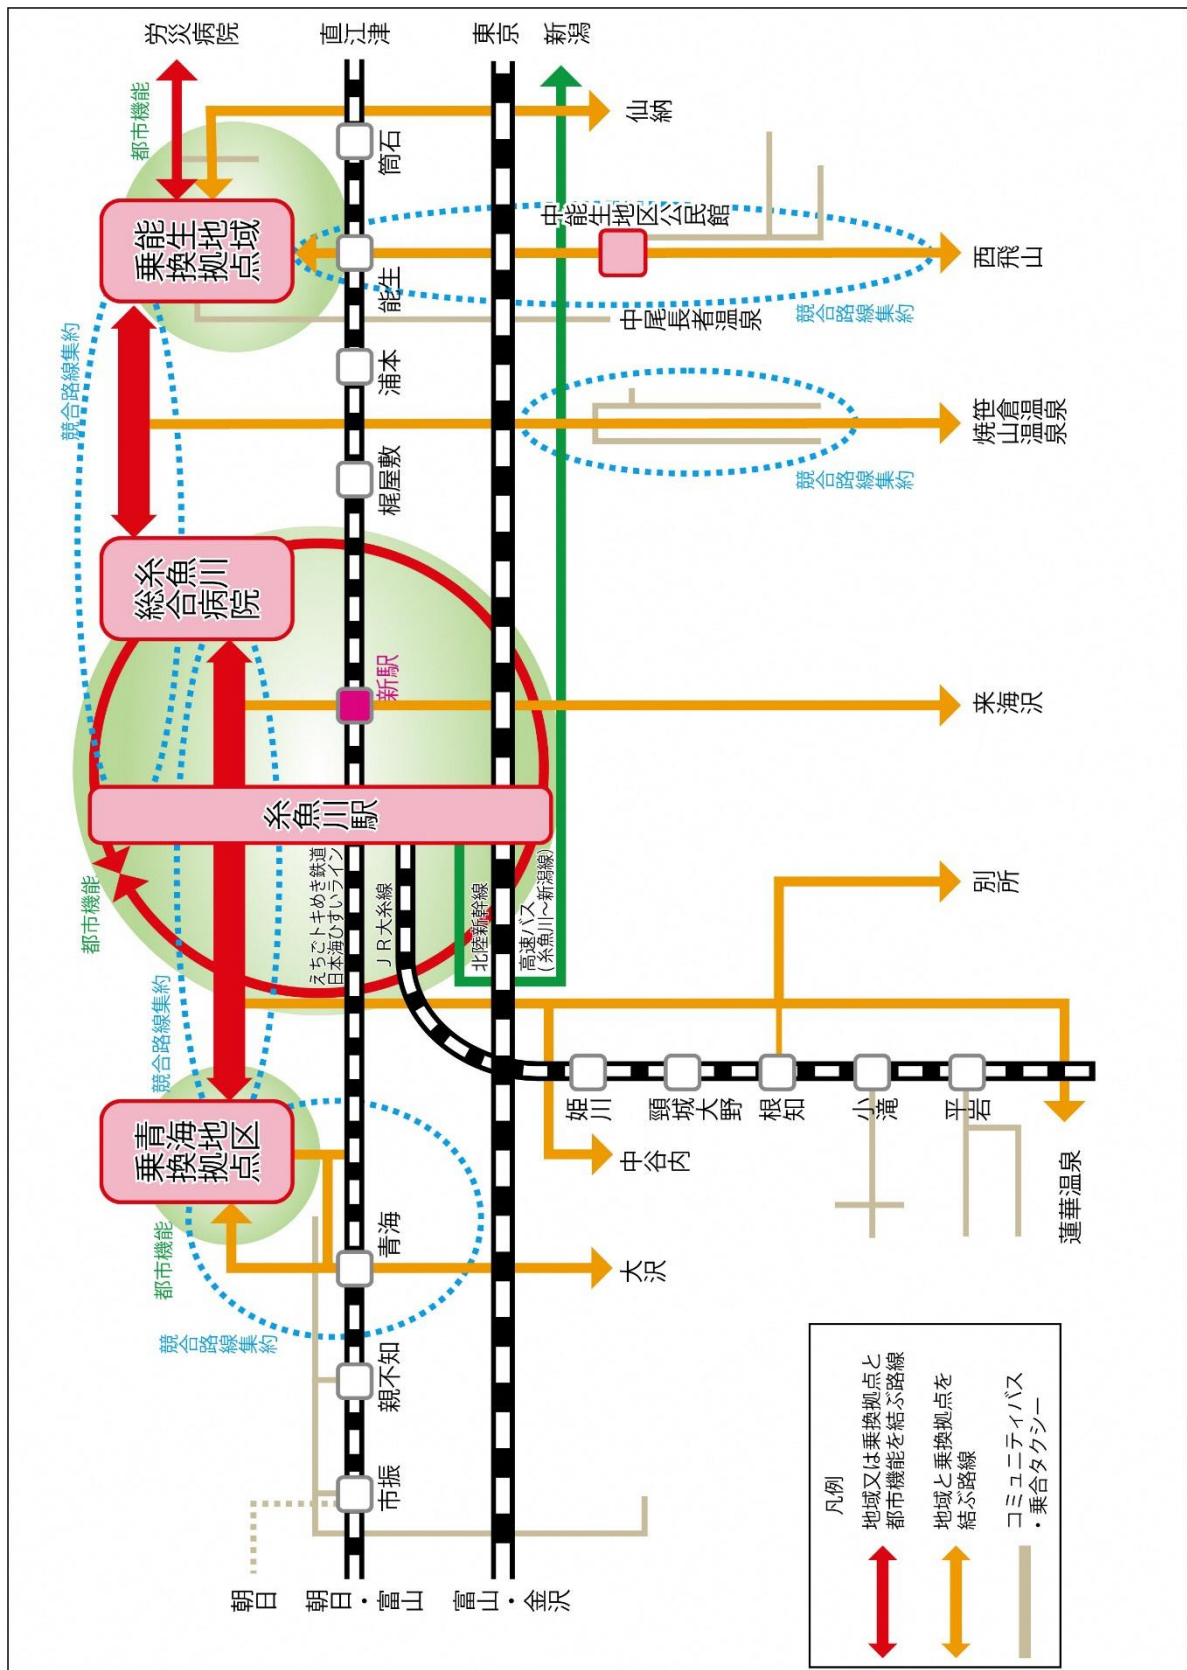 労災病院
直江津
東京
新潟
都市機能
仙納
筒石
能生地域
乗換拠点
中能生地区公民館
西飛山
能生
競合路線集約
中尾長者温泉
競合路線集約
浦本
笹倉温泉
焼山温泉
梶屋敷
競合路線集約
糸魚川
総合病院
新駅
来海沢
糸魚川駅
都市機能
えちごトキめき鉄道
日本海ひすいライン
ＪＲ大糸線
北陸新幹線
高速バス
(糸魚川～新潟線)
別所
競合路線集約
青海地区
乗換拠点
姫川
頸城大野
根知
小滝
平岩
中谷内
蓮華温泉
都市機能
青海
大沢
競合路線集約
親不知
市振
朝日
朝日・富山
富山・金沢
凡例
地域又は乗換拠点と
都市機能を結ぶ路線
地域と乗換拠点を
結ぶ路線
コミュニティバス
・乗合タクシー